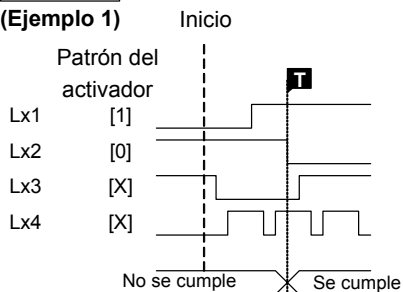 (Ejemplo 1) Inicio
Patrón del
activador
T
Lx1 [1]
Lx2 [0]
Lx3 [X]
Lx4 [X]
No se cumple Se cumple